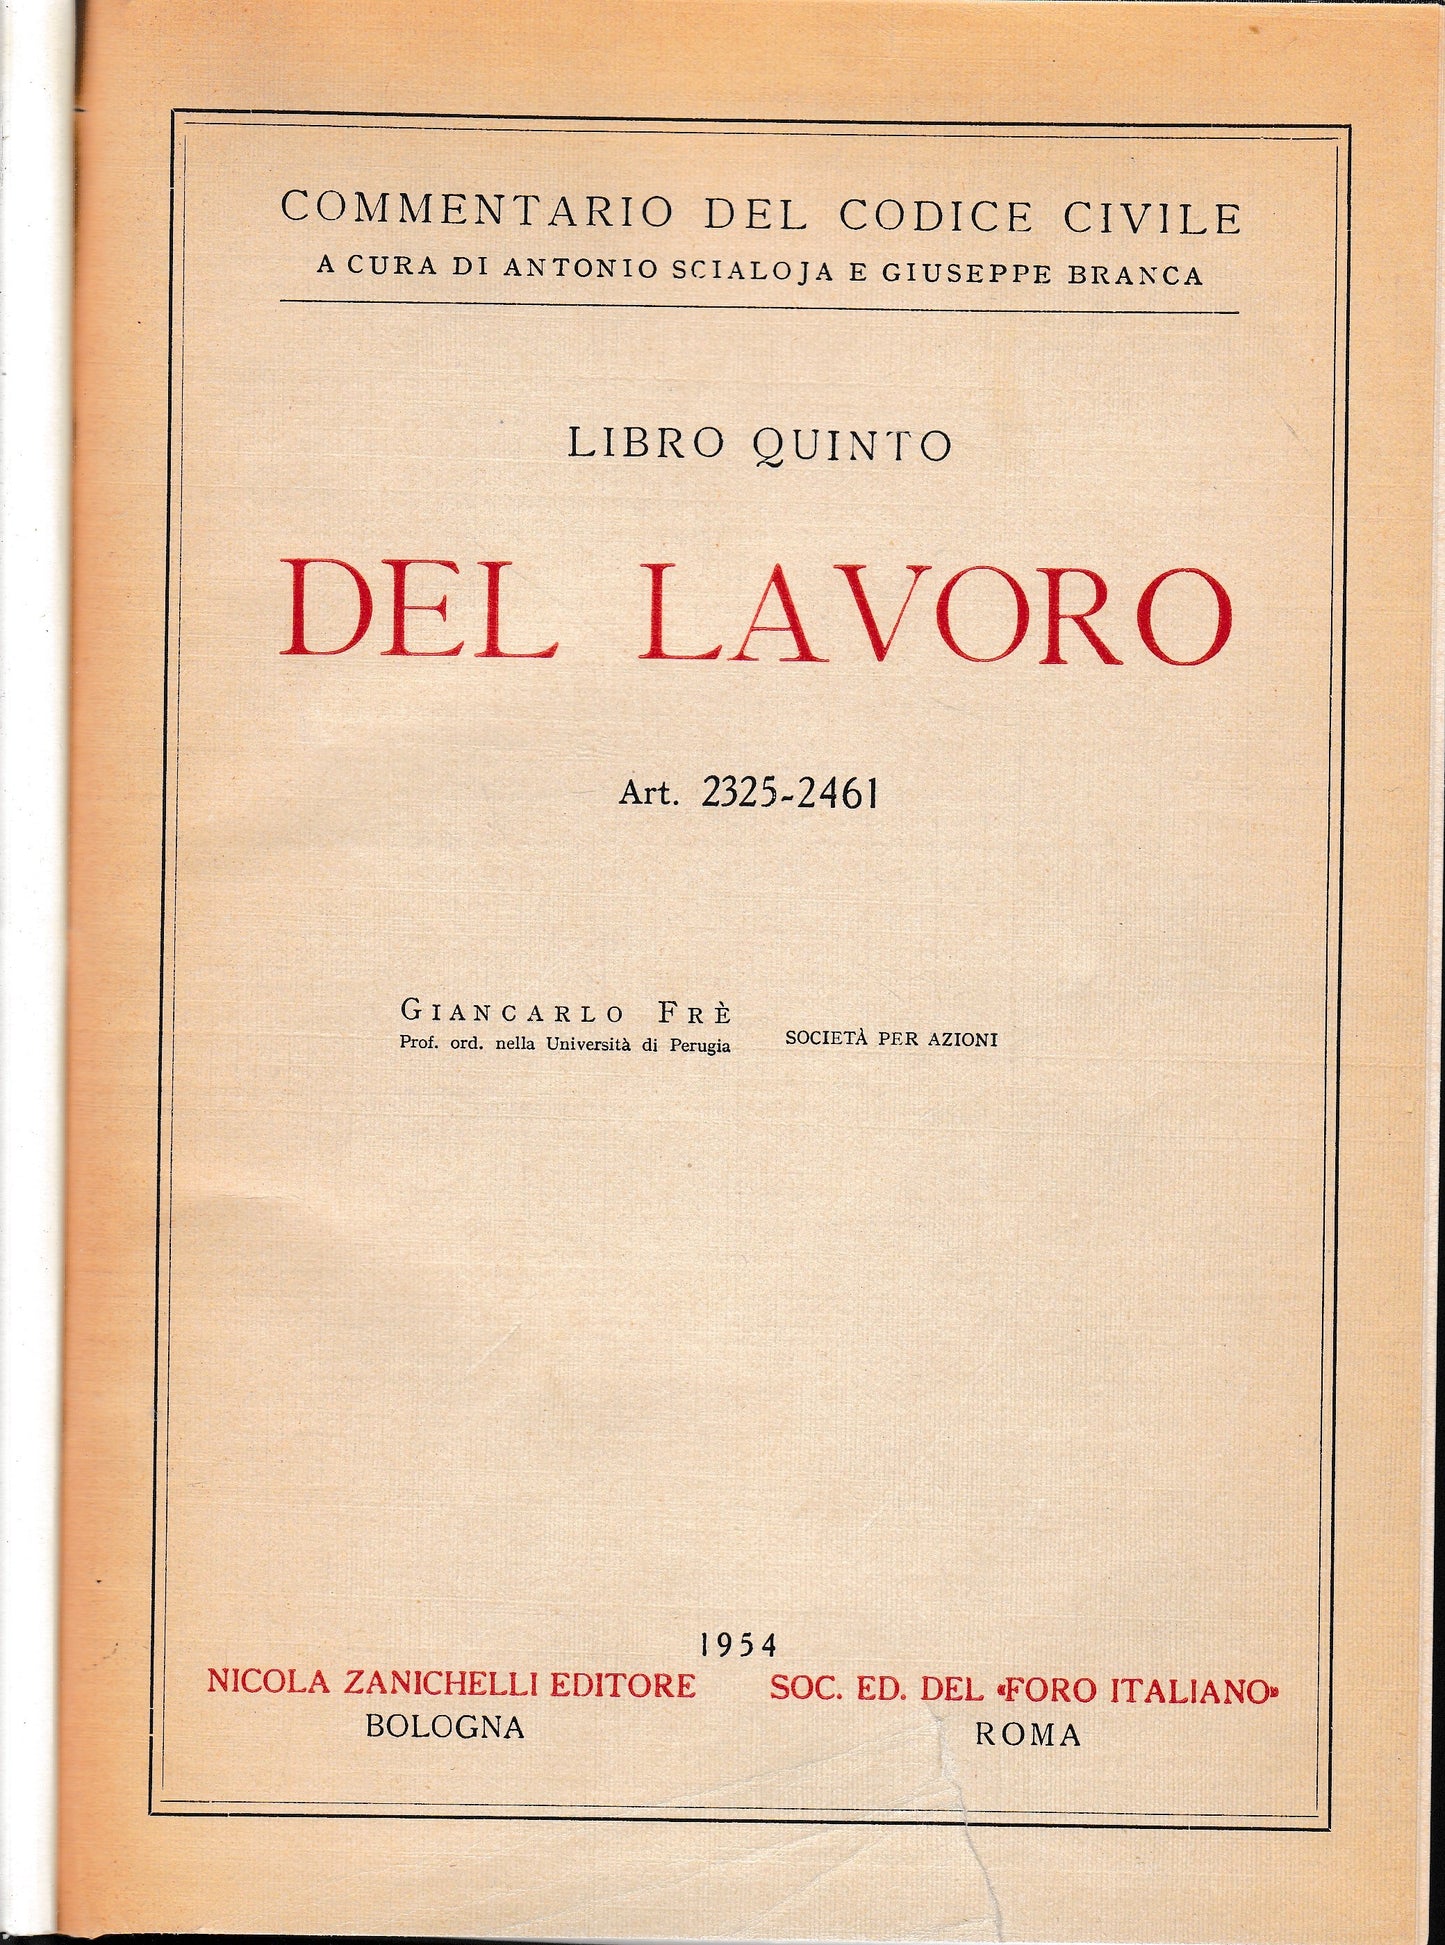 COMMENTARIO DEL CODICE CIVILE
A CURA DI ANTONIO SCIALOJA E GIUSEPPE BRANCA
LIBRO QUINTO
DEL LAVORO
Art. 2325-2461
GIANCARLO FRÈ
Prof. ord. nella Università di Perugia
SOCIETÀ PER AZIONI
1954
NICOLA ZANICHELLI EDITORE
BOLOGNA
SOC. ED. DEL «FORO ITALIANO»
ROMA